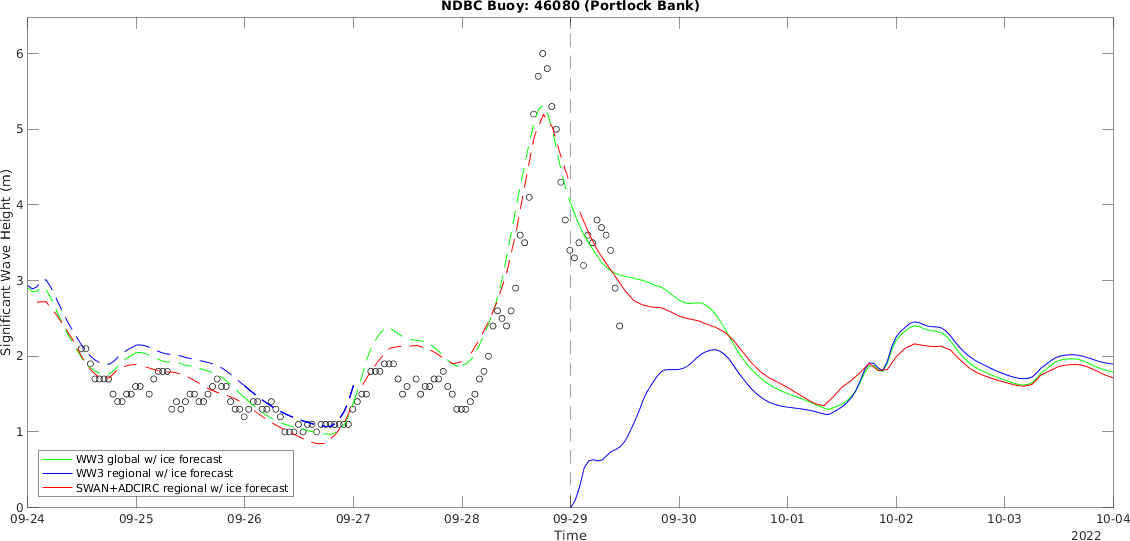 NDBC Buoy: 46080 (Portlock Bank)
Significant Wave Height (m)
6
5
4
3
2
1
0
WW3 global w/ ice forecast
WW3 regional w/ ice forecast
SWAN+ADCIRC regional w/ ice forecast
09-24 09-25 09-26 09-27 09-28 09-29 09-30 10-01 10-02 10-03 10-04
Time
2022